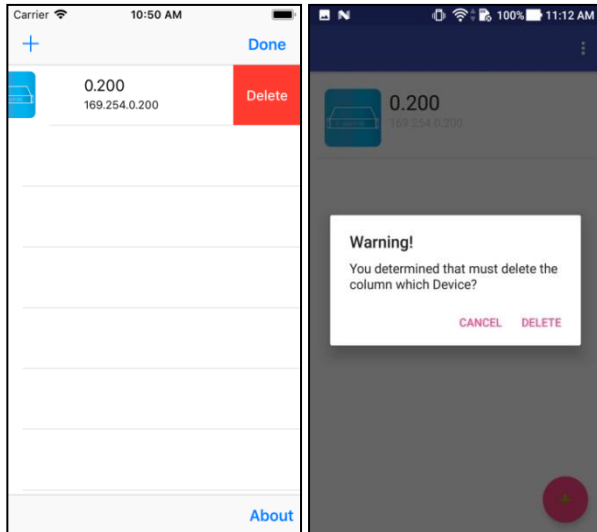 Carrier 10:50 AM
+ Done
0.200
169.254.0.200
Delete
About
N 100% 11:12 AM
0.200
169.254.0.200
Warning!
You determined that must delete the
column which Device?
CANCEL DELETE